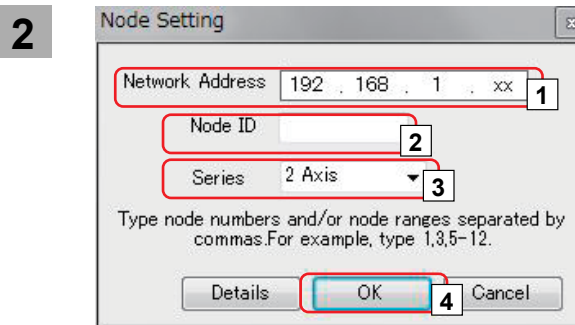 2
Node Setting
Network Address 192 . 168 . 1 . xx 1
Node ID 2
Series 2 Axis 3
Type node numbers and/or node ranges separated by
commas.For example, type 1,3,5-12.
Details OK 4 Cancel